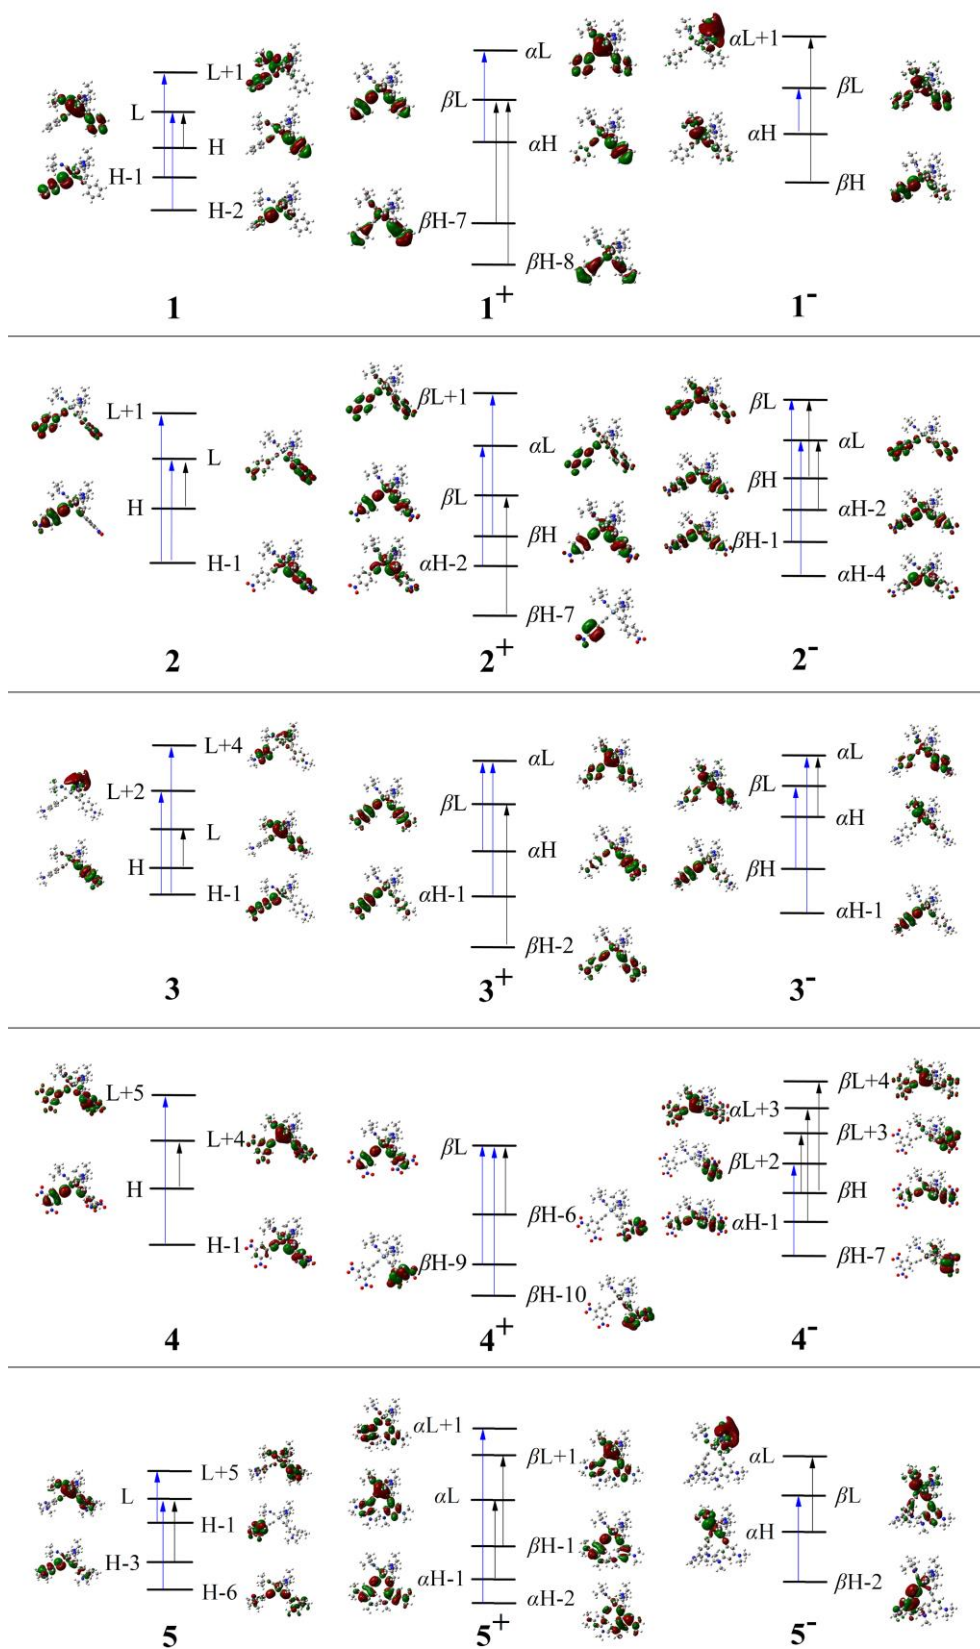 L+1
L
H
H-1
H-2
1
αL
βL
αH
βH-7
βH-8
1+
αL+1
βL
αH
βH
1-
L+1
L
H
H-1
2
βL+1
αL
βL
βH
αH-2
βH-7
2+
βL
αL
βH
αH-2
βH-1
αH-4
2-
L+4
L+2
L
H
H-1
3
αL
βL
αH
αH-1
βH-2
3+
αL
βL
αH
βH
αH-1
3-
L+5
L+4
H
H-1
4
βL
βH-6
βH-9
βH-10
4+
βL+4
αL+3
βL+3
βL+2
βH
αH-1
βH-7
4-
L+5
L
H-1
H-3
H-6
5
αL+1
βL+1
αL
βH-1
αH-1
αH-2
5+
αL
βL
αH
βH-2
5-